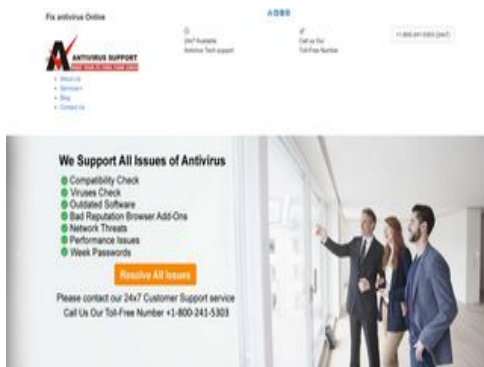 Fix antivirus Online
24x7 Available
Antivirus Tech support
Call us Our
Toll-Free Number
+1-800-241-5303 (24x7)
ANTIVIRUS SUPPORT
About Us
Services
Blog
Contact Us
We Support All Issues of Antivirus
Compatibility Check
Viruses Check
Outdated Software
Bad Reputation Browser Add-Ons
Network Threats
Performance Issues
Week Passwords
Resolve All Issues
Please contact our 24x7 Customer Support service
Call Us Our Toll-Free Number +1-800-241-5303